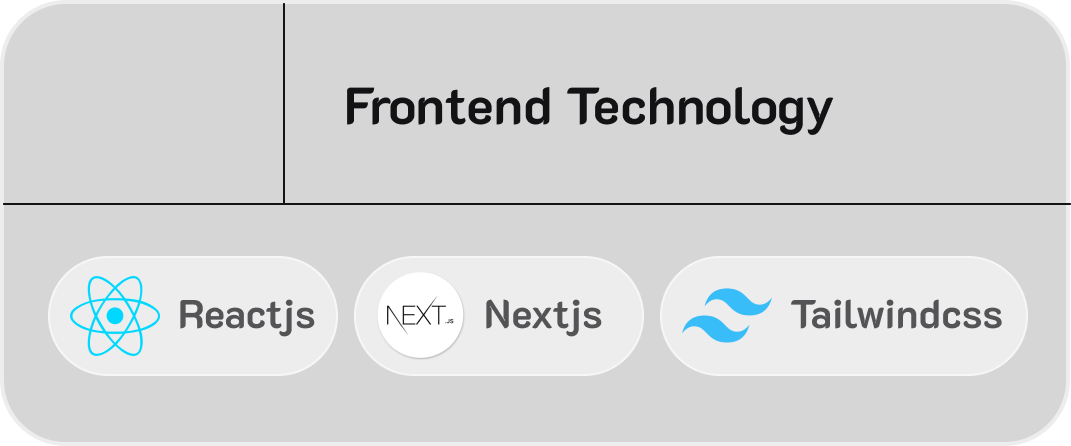 Frontend Technology
Reactjs NEXT.JS Nextjs Tailwindcss